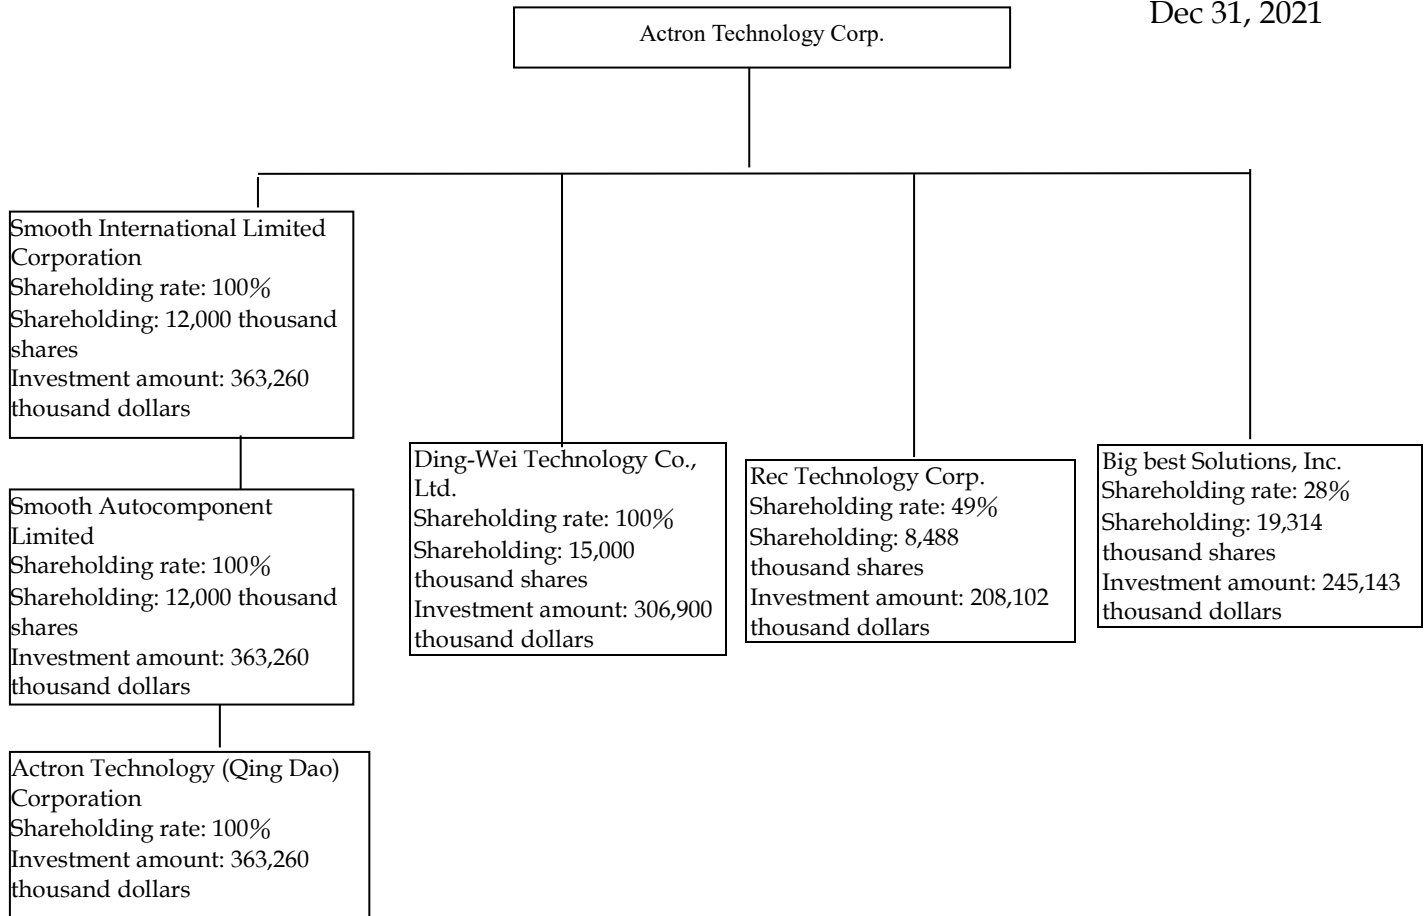 Dec 31, 2021
Actron Technology Corp.
Smooth International Limited
Corporation
Shareholding rate: 100%
Shareholding: 12,000 thousand
shares
Investment amount: 363,260
thousand dollars
Smooth Autocomponent
Limited
Shareholding rate: 100%
Shareholding: 12,000 thousand
shares
Investment amount: 363,260
thousand dollars
Actron Technology (Qing Dao)
Corporation
Shareholding rate: 100%
Investment amount: 363,260
thousand dollars
Ding-Wei Technology Co.,
Ltd.
Shareholding rate: 100%
Shareholding: 15,000
thousand shares
Investment amount: 306,900
thousand dollars
Rec Technology Corp.
Shareholding rate: 49%
Shareholding: 8,488
thousand shares
Investment amount: 208,102
thousand dollars
Big best Solutions, Inc.
Shareholding rate: 28%
Shareholding: 19,314
thousand shares
Investment amount: 245,143
thousand dollars